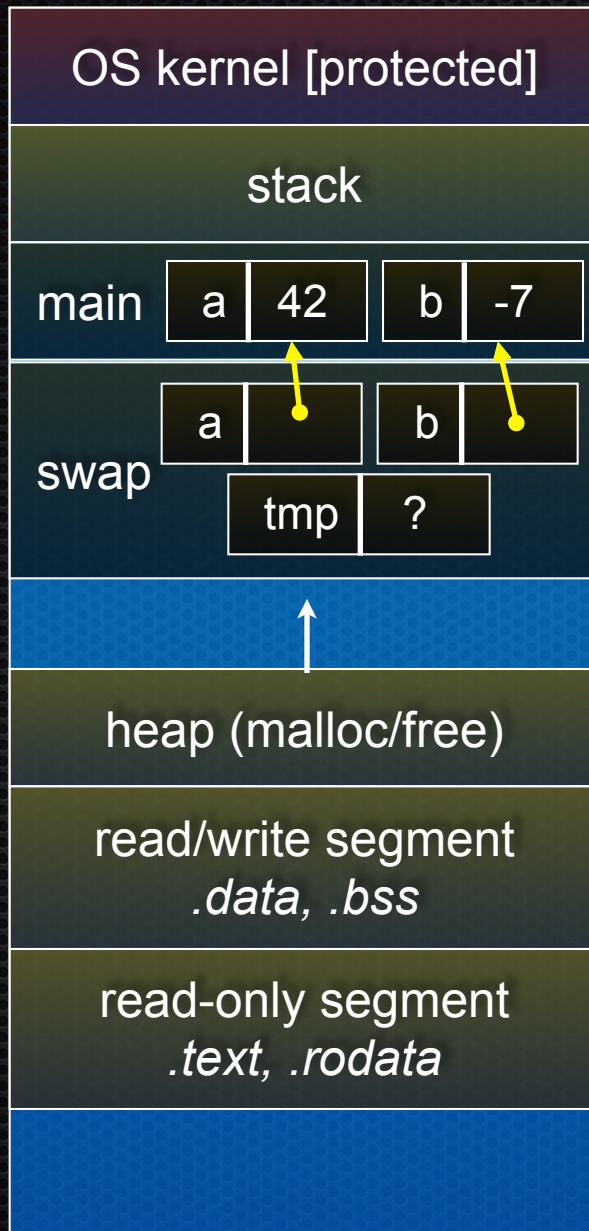 OS kernel [protected]
stack
main a 42 b -7
a b
swap
tmp ?
heap (malloc/free)
read/write segment
.data, .bss
read-only segment
.text, .rodata